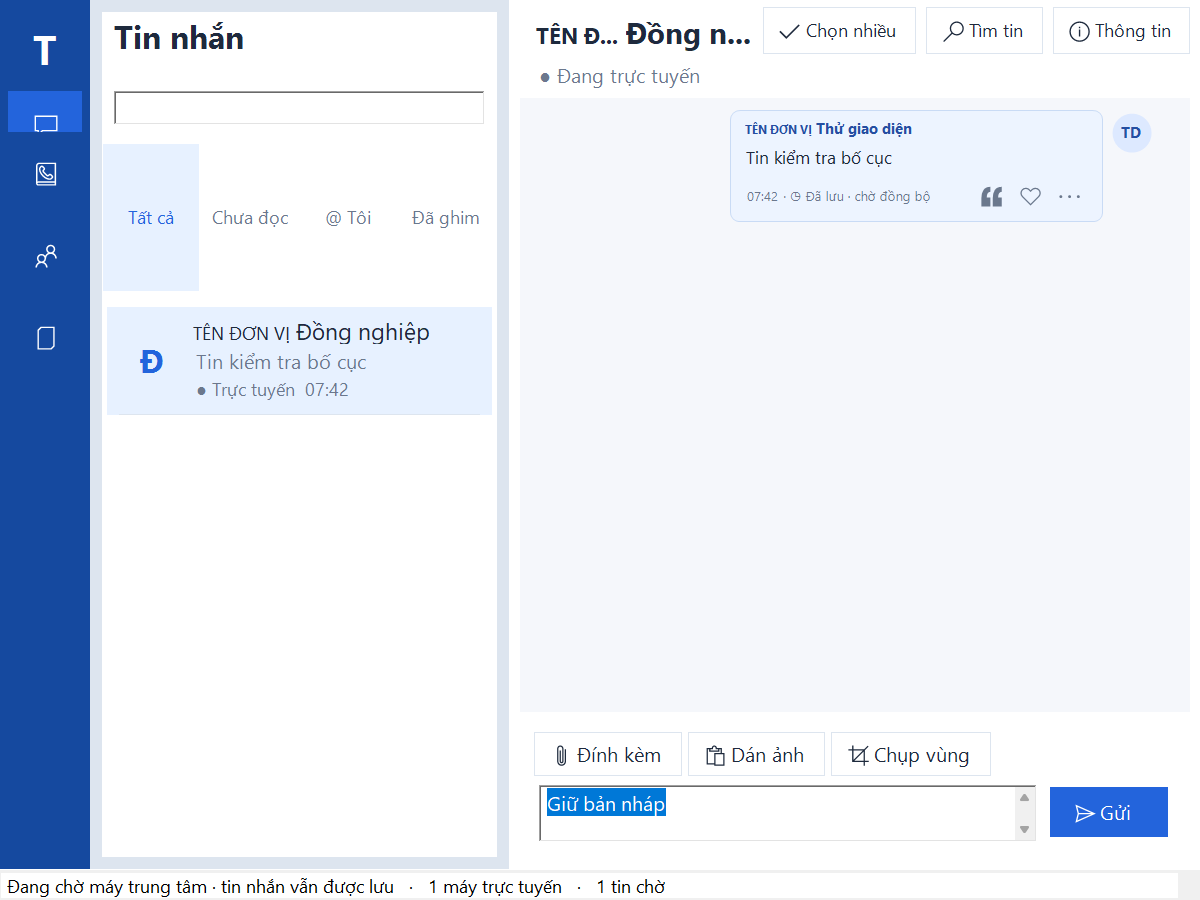 T
Tin nhắn
Tất cả
Chưa đọc
@ Tôi
Đã ghim
Đ
TÊN ĐƠN VỊ Đồng nghiệp
Tin kiểm tra bố cục
● Trực tuyến 07:42
TÊN Đ... Đồng n...
Chọn nhiều
Tìm tin
Thông tin
● Đang trực tuyến
TÊN ĐƠN VỊ Thử giao diện
Tin kiểm tra bố cục
07:42 · ◷ Đã lưu · chờ đồng bộ
TD
Đính kèm
Dán ảnh
Chụp vùng
Giữ bản nháp
Gửi
Đang chờ máy trung tâm · tin nhắn vẫn được lưu · 1 máy trực tuyến · 1 tin chờ